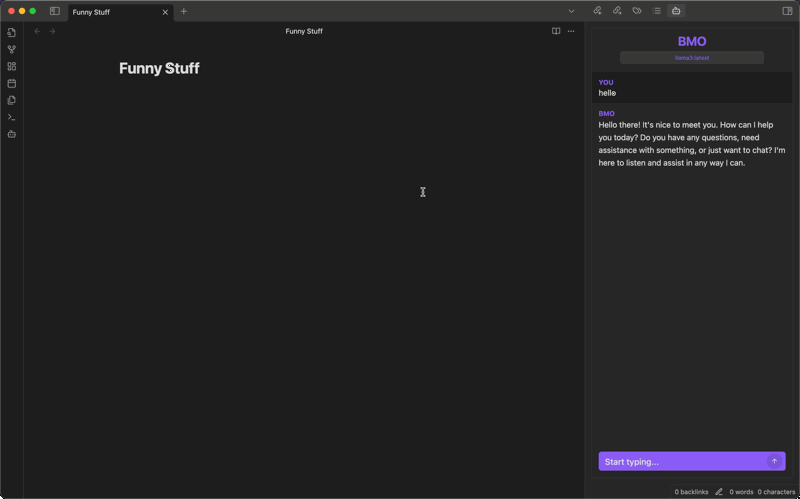 Funny Stuff
Funny Stuff
Funny Stuff
BMO
llama3:latest
YOU
hello
BMO
Hello there! It's nice to meet you. How can I help
you today? Do you have any questions, need
assistance with something, or just want to chat? I'm
here to listen and assist in any way I can.
Start typing...
0 backlinks 0 words 0 characters